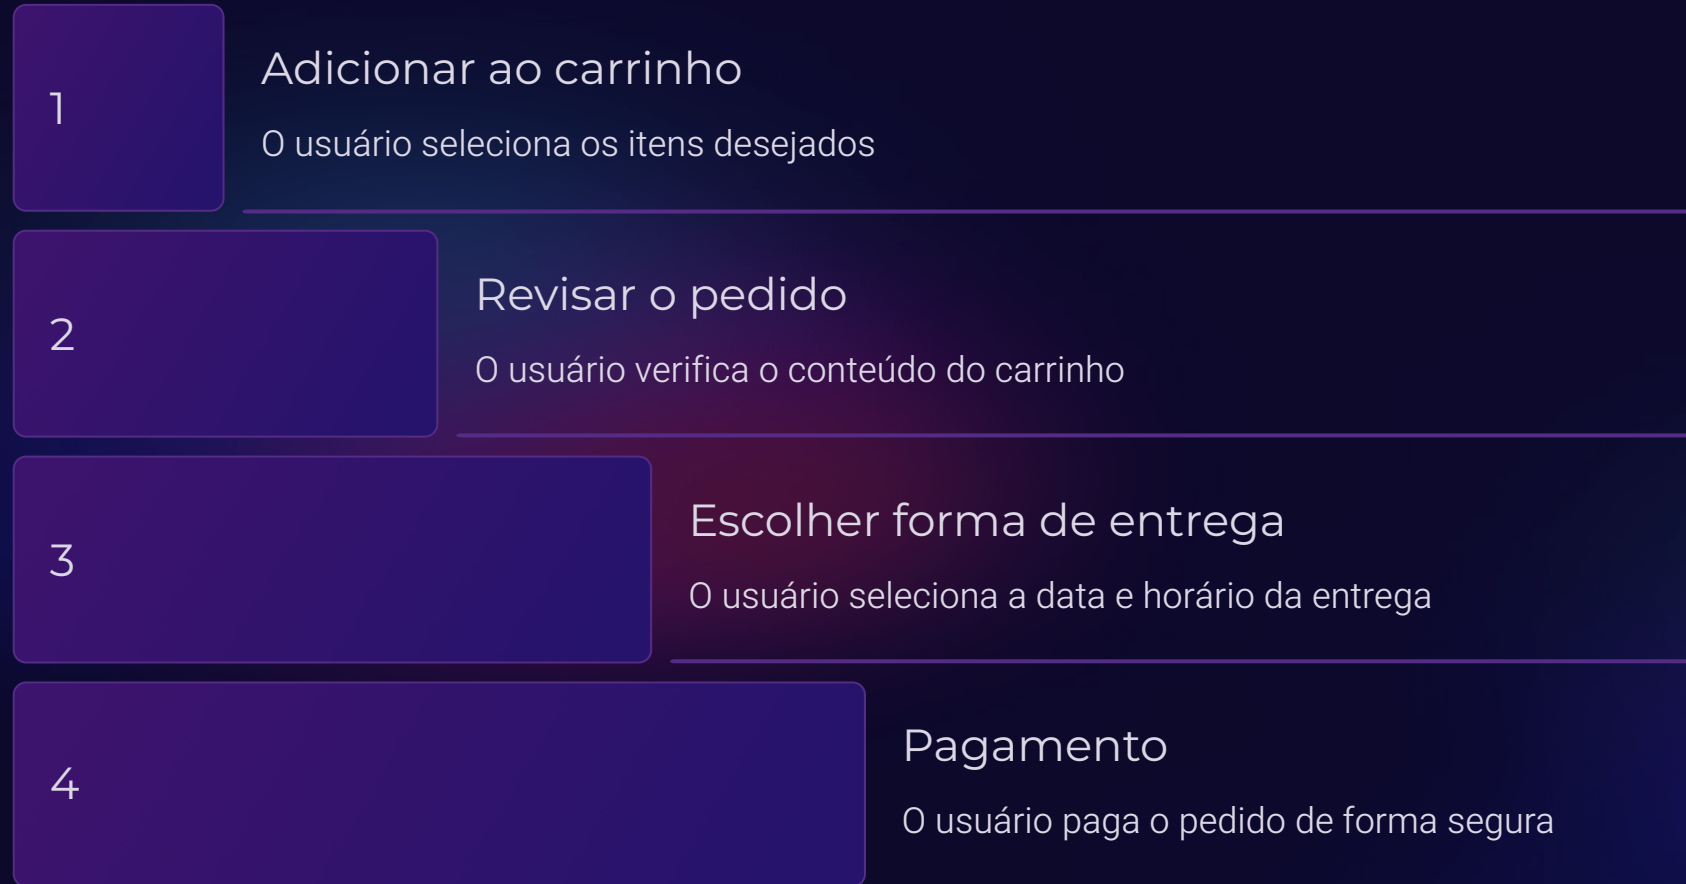 1
Adicionar ao carrinho
O usuário seleciona os itens desejados
2
Revisar o pedido
O usuário verifica o conteúdo do carrinho
3
Escolher forma de entrega
O usuário seleciona a data e horário da entrega
4
Pagamento
O usuário paga o pedido de forma segura